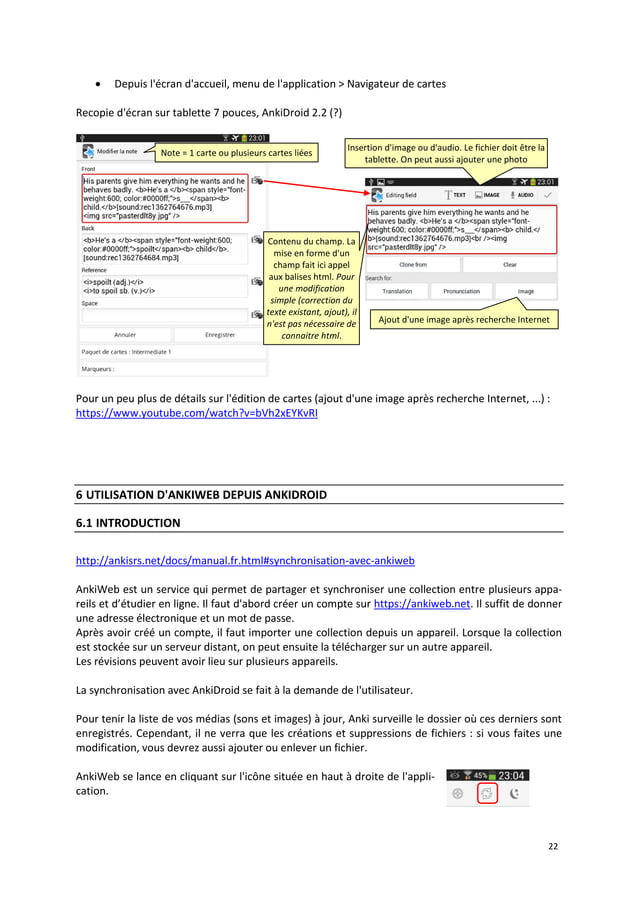 • Depuis l'écran d'accueil, menu de l'application > Navigateur de cartes
Recopie d'écran sur tablette 7 pouces, AnkiDroid 2.2 (?)
23:01
Modifier la note
Note = 1 carte ou plusieurs cartes liées
Front
His parents give him everything he wants and he
behaves badly. <b>He's a </b><span style="font-
weight:600; color:#0000ff;">s___</span><b>
child.</b>[sound:rec1362764676.mp3]
<img src="pasterdlt8y.jpg" />
Back
<b>He's a </b><span style="font-weight:600;
color:#0000ff;">spoilt</span><b> child</b>.
[sound:rec1362764684.mp3]
Reference
<i>spoilt (adj.)</i>
<i>to spoil sb. (v.)</i>
Space
Annuler
Enregistrer
Paquet de cartes : Intermediate 1
Marqueurs :
Contenu du champ. La
mise en forme d'un
champ fait ici appel
aux balises html. Pour
une modification
simple (correction du
texte existant, ajout), il
n'est pas nécessaire de
connaitre html.
Insertion d'image ou d'audio. Le fichier doit être la
tablette. On peut aussi ajouter une photo
23:01
Editing field
TEXT
IMAGE
AUDIO
His parents give him everything he wants and he
behaves badly. <b>He's a </b><span style="font-
weight:600; color:#0000ff;">s___</span><b> child.</
b>[sound:rec1362764676.mp3]<br /><img
src="pasterdlt8y.jpg" />
Clone from
Clear
Search for:
Translation
Pronunciation
Image
Ajout d'une image après recherche Internet
Pour un peu plus de détails sur l'édition de cartes (ajout d'une image après recherche Internet, ...) :
https://www.youtube.com/watch?v=bVh2xEYKvRI
6 UTILISATION D'ANKIWEB DEPUIS ANKIDROID
6.1 INTRODUCTION
http://ankisrs.net/docs/manual.fr.html#synchronisation-avec-ankiweb
AnkiWeb est un service qui permet de partager et synchroniser une collection entre plusieurs appa-
reils et d’étudier en ligne. Il faut d'abord créer un compte sur https://ankiweb.net. Il suffit de donner
une adresse électronique et un mot de passe.
Après avoir créé un compte, il faut importer une collection depuis un appareil. Lorsque la collection
est stockée sur un serveur distant, on peut ensuite la télécharger sur un autre appareil.
Les révisions peuvent avoir lieu sur plusieurs appareils.
La synchronisation avec AnkiDroid se fait à la demande de l'utilisateur.
Pour tenir la liste de vos médias (sons et images) à jour, Anki surveille le dossier où ces derniers sont
enregistrés. Cependant, il ne verra que les créations et suppressions de fichiers : si vous faites une
modification, vous devrez aussi ajouter ou enlever un fichier.
AnkiWeb se lance en cliquant sur l'icône située en haut à droite de l'appli-
cation.
45% 23:04
22